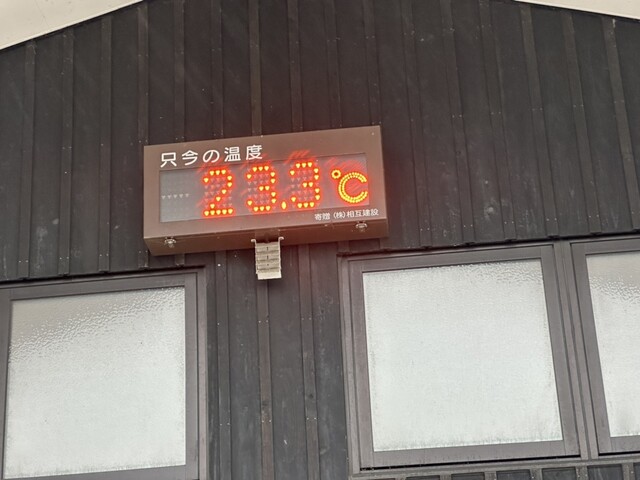 只今の温度
23.3℃
寄贈 (株)相互建設